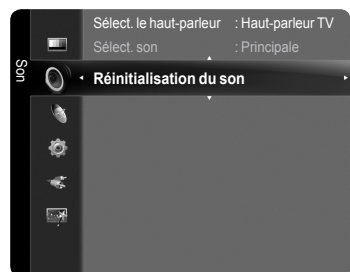 Son
Sélect. le haut-parleur : Haut-parleur TV
Sélect. son : Principale
Réinitialisation du son